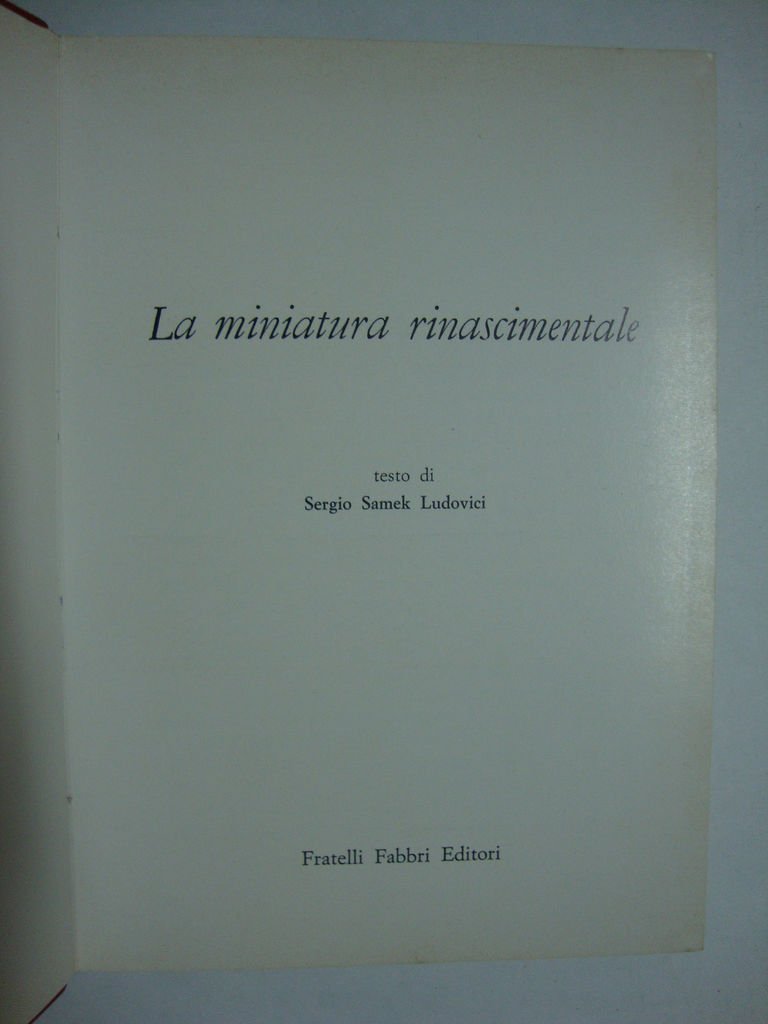 La miniatura rinascimentale
testo di
Sergio Samek Ludovici
Fratelli Fabbri Editori